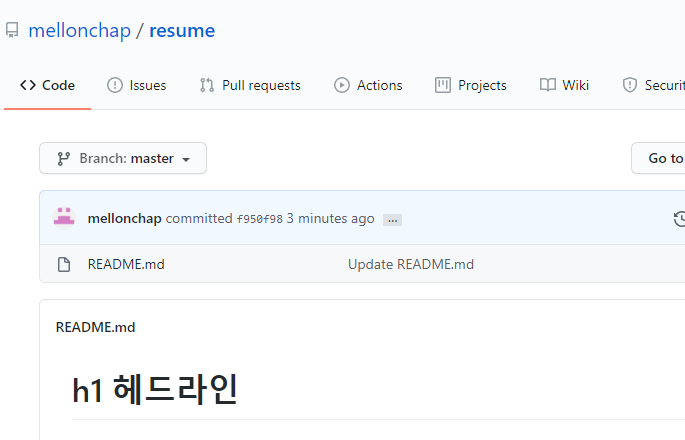 mellonchap / resume
Code Issues Pull requests Actions Projects Wiki Securit
Branch: master Go to
mellonchap committed f950f98 3 minutes ago ...
README.md Update README.md
README.md
h1 헤드라인